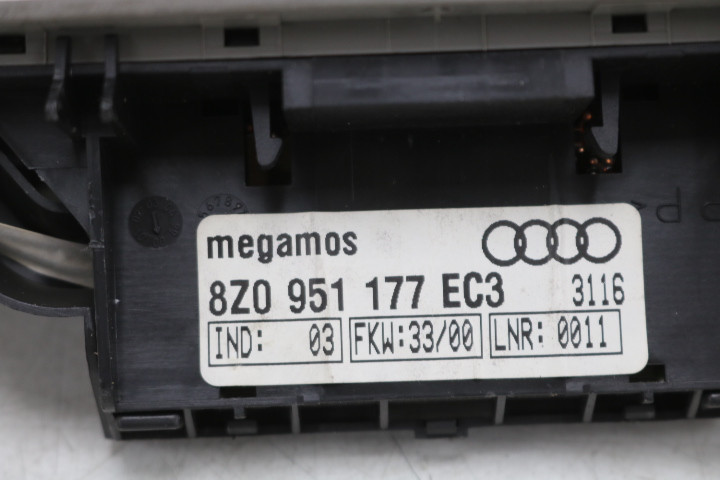 megamos
8Z0 951 177 EC3 3116
IND: 03 FKW:33/00 LNR: 0011